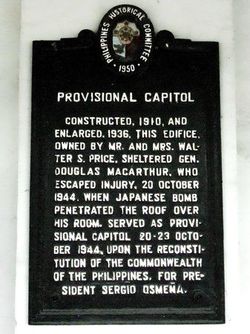 PHILIPPINES HISTORICAL COMMITTEE
• 1950 •
PROVISIONAL CAPITOL
CONSTRUCTED, 1910, AND
ENLARGED, 1936, THIS EDIFICE,
OWNED BY MR. AND MRS. WAL-
TER S. PRICE, SHELTERED GEN.
DOUGLAS MACARTHUR, WHO
ESCAPED INJURY, 20 OCTOBER
1944, WHEN JAPANESE BOMB
PENETRATED THE ROOF OVER
HIS ROOM. SERVED AS PROVI-
SIONAL CAPITOL 20-23 OCTO-
BER 1944, UPON THE RECONSTI-
TUTION OF THE COMMONWEALTH
OF THE PHILIPPINES. FOR PRE-
SIDENT SERGIO OSMEÑA.